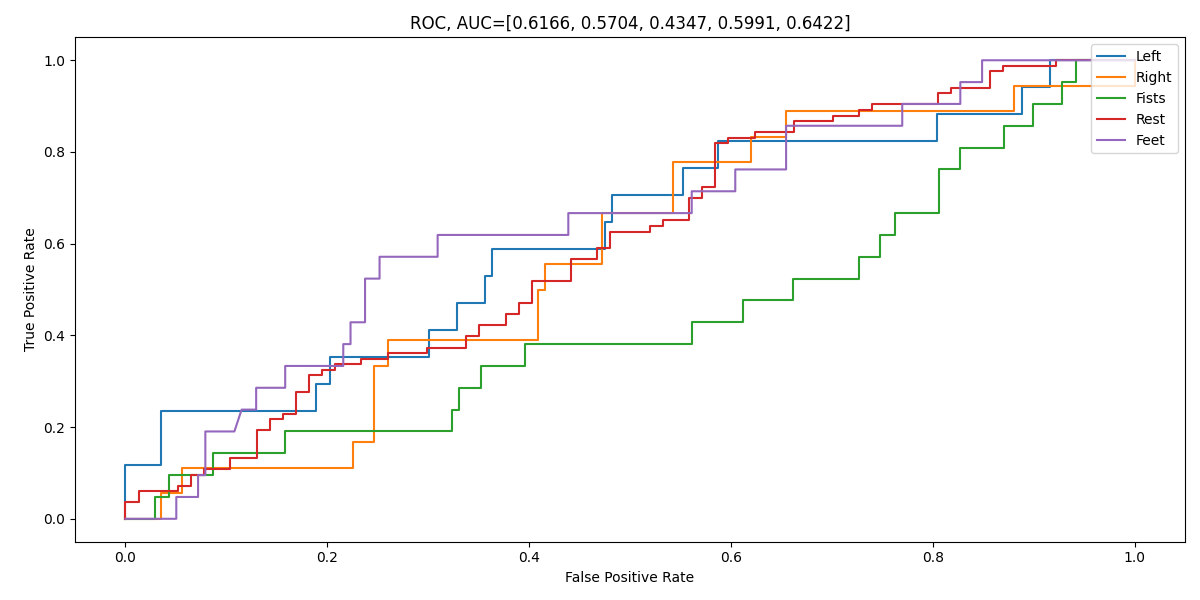 ROC, AUC=[0.6166, 0.5704, 0.4347, 0.5991, 0.6422]
True Positive Rate
1.0
0.8
0.6
0.4
0.2
0.0
Left
Right
Fists
Rest
Feet
0.0 0.2 0.4 0.6 0.8 1.0
False Positive Rate